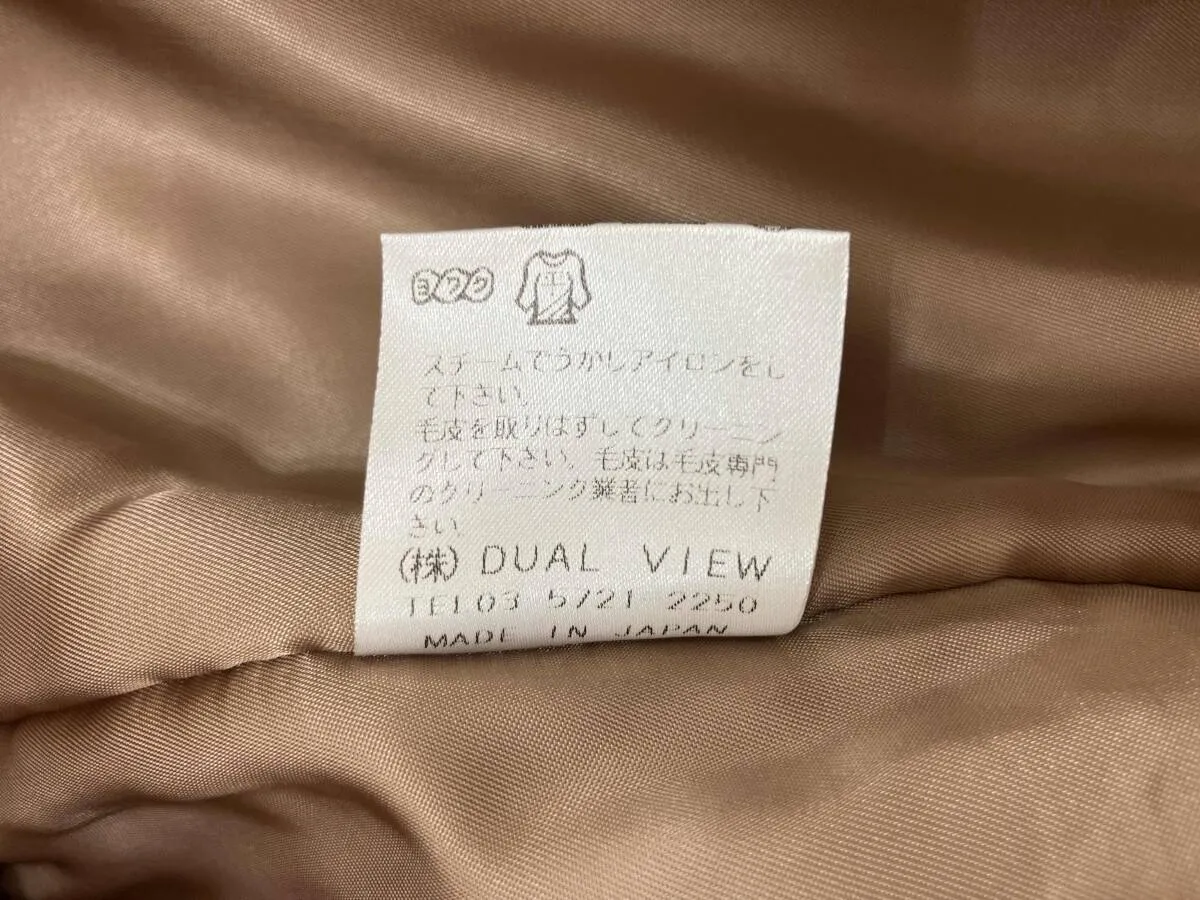 ヨワク
スチームでうかしアイロンをし
て下さい。
毛皮を取りはずしてクリーニン
グして下さい。毛皮は毛皮専門
のクリーニング業者にお出し下
さい。
(株) DUAL VIEW
TEL03 5721 2250
MADE IN JAPAN